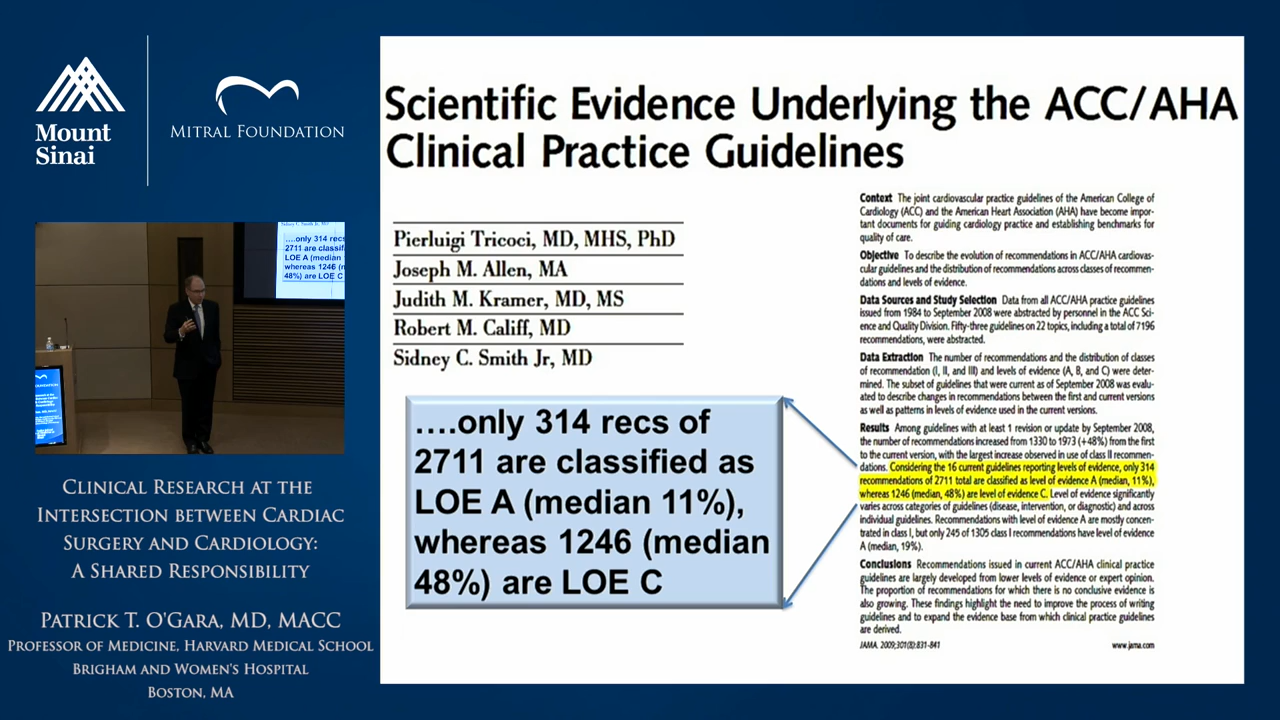 Mount
Sinai
MITRAL FOUNDATION
Sidney C. Smith Jr, MD
....only 314 recs
2711 are classif
LOE A (median
whereas 1246 (n
48%) are LOE C
CLINICAL RESEARCH AT THE
INTERSECTION BETWEEN CARDIAC
SURGERY AND CARDIOLOGY:
A SHARED RESPONSIBILITY
PATRICK T. O'GARA, MD, MACC
PROFESSOR OF MEDICINE, HARVARD MEDICAL SCHOOL
BRIGHAM AND WOMEN'S HOSPITAL
BOSTON, MA
Scientific Evidence Underlying the ACC/AHA
Clinical Practice Guidelines
Pierluigi Tricoci, MD, MHS, PhD
Joseph M. Allen, MA
Judith M. Kramer, MD, MS
Robert M. Califf, MD
Sidney C. Smith Jr, MD
....only 314 recs of
2711 are classified as
LOE A (median 11%),
whereas 1246 (median
48%) are LOE C
Context The joint cardiovascular practice guidelines of the American College of
Cardiology (ACC) and the American Heart Association (AHA) have become impor-
tant documents for guiding cardiology practice and establishing benchmarks for
quality of care.
Objective To describe the evolution of recommendations in ACC/AHA cardiovas-
cular guidelines and the distribution of recommendations across classes of recommen-
dations and levels of evidence.
Data Sources and Study Selection Data from all ACC/AHA practice guidelines
issued from 1984 to September 2008 were abstracted by personnel in the ACC Sci-
ence and Quality Division. Fifty-three guidelines on 22 topics, including a total of 7196
recommendations, were abstracted.
Data Extraction The number of recommendations and the distribution of classes
of recommendation (I, II, and III) and levels of evidence (A, B, and C) were deter-
mined. The subset of guidelines that were current as of September 2008 was evalu-
ated to describe changes in recommendations between the first and current versions
as well as patterns in levels of evidence used in the current versions.
Results Among guidelines with at least 1 revision or update by September 2008,
the number of recommendations increased from 1330 to 1973 (+48%) from the first
to the current version, with the largest increase observed in use of class II recommen-
dations. Considering the 16 current guidelines reporting levels of evidence, only 314
recommendations of 2711 total are classified as level of evidence A (median, 11%),
whereas 1246 (median, 48%) are level of evidence C. Level of evidence significantly
varies across categories of guidelines (disease, intervention, or diagnostic) and across
individual guidelines. Recommendations with level of evidence A are mostly concen-
trated in class I, but only 245 of 1305 class I recommendations have level of evidence
A (median, 19%).
Conclusions Recommendations issued in current ACC/AHA clinical practice
guidelines are largely developed from lower levels of evidence or expert opinion.
The proportion of recommendations for which there is no conclusive evidence is
also growing. These findings highlight the need to improve the process of writing
guidelines and to expand the evidence base from which clinical practice guidelines
are derived.
JAMA. 2009;301(8):831-841
www.jama.com